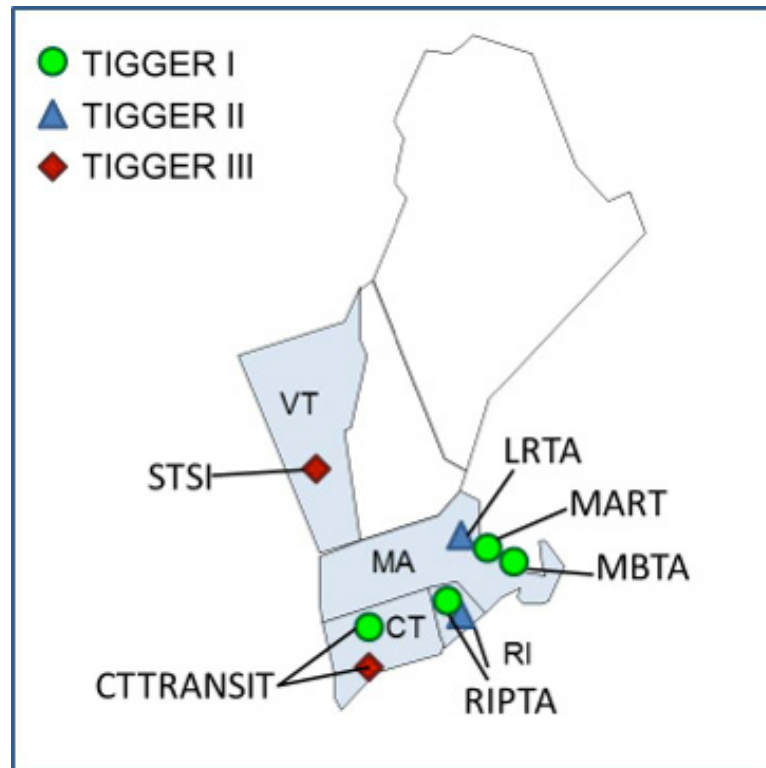 TIGGER I
TIGGER II
TIGGER III
VT
LRTA
STSI
MART
MA
MBTA
CT
RI
CTTRANSIT
RIPTA